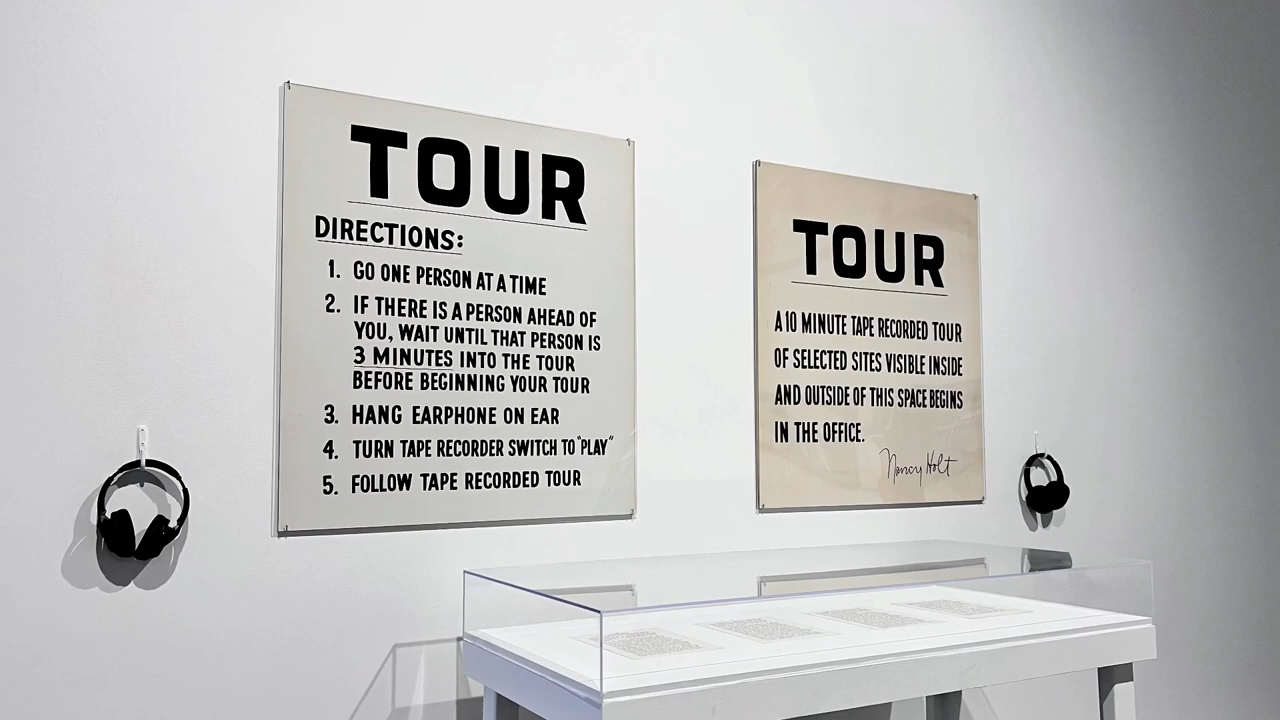 TOUR
DIRECTIONS:
1. GO ONE PERSON AT A TIME
2. IF THERE IS A PERSON AHEAD OF
YOU, WAIT UNTIL THAT PERSON IS
3 MINUTES INTO THE TOUR
BEFORE BEGINNING YOUR TOUR
3. HANG EARPHONE ON EAR
4. TURN TAPE RECORDER SWITCH TO "PLAY"
5. FOLLOW TAPE RECORDED TOUR
TOUR
A 10 MINUTE TAPE RECORDED TOUR
OF SELECTED SITES VISIBLE INSIDE
AND OUTSIDE OF THIS SPACE BEGINS
IN THE OFFICE.
Nancy Holt